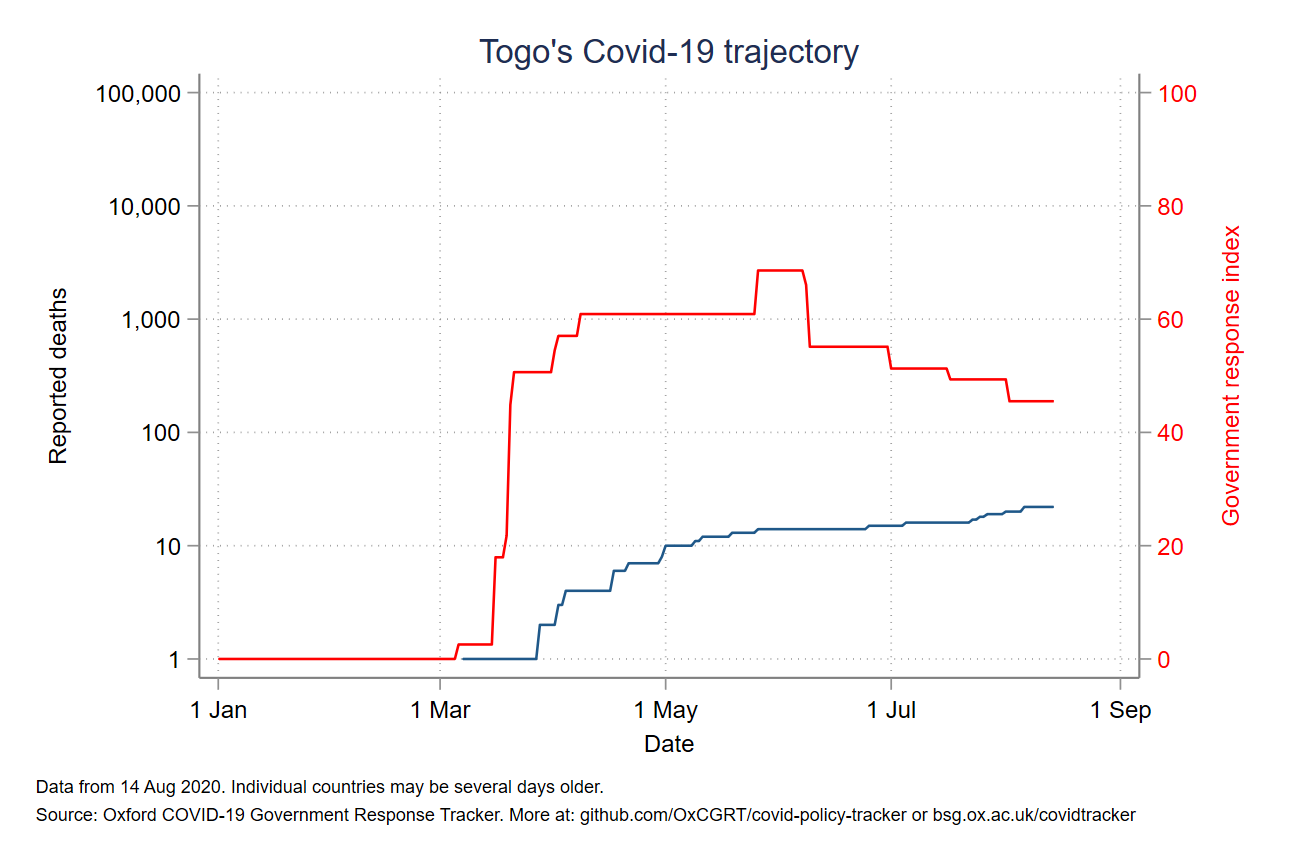 Togo's Covid-19 trajectory
100,000
10,000
1,000
100
10
1
Reported deaths
100
80
60
40
20
0
Government response index
1 Jan
1 Mar
1 May
1 Jul
1 Sep
Date
Data from 14 Aug 2020. Individual countries may be several days older.
Source: Oxford COVID-19 Government Response Tracker. More at: github.com/OxCGRT/covid-policy-tracker or bsg.ox.ac.uk/covidtracker